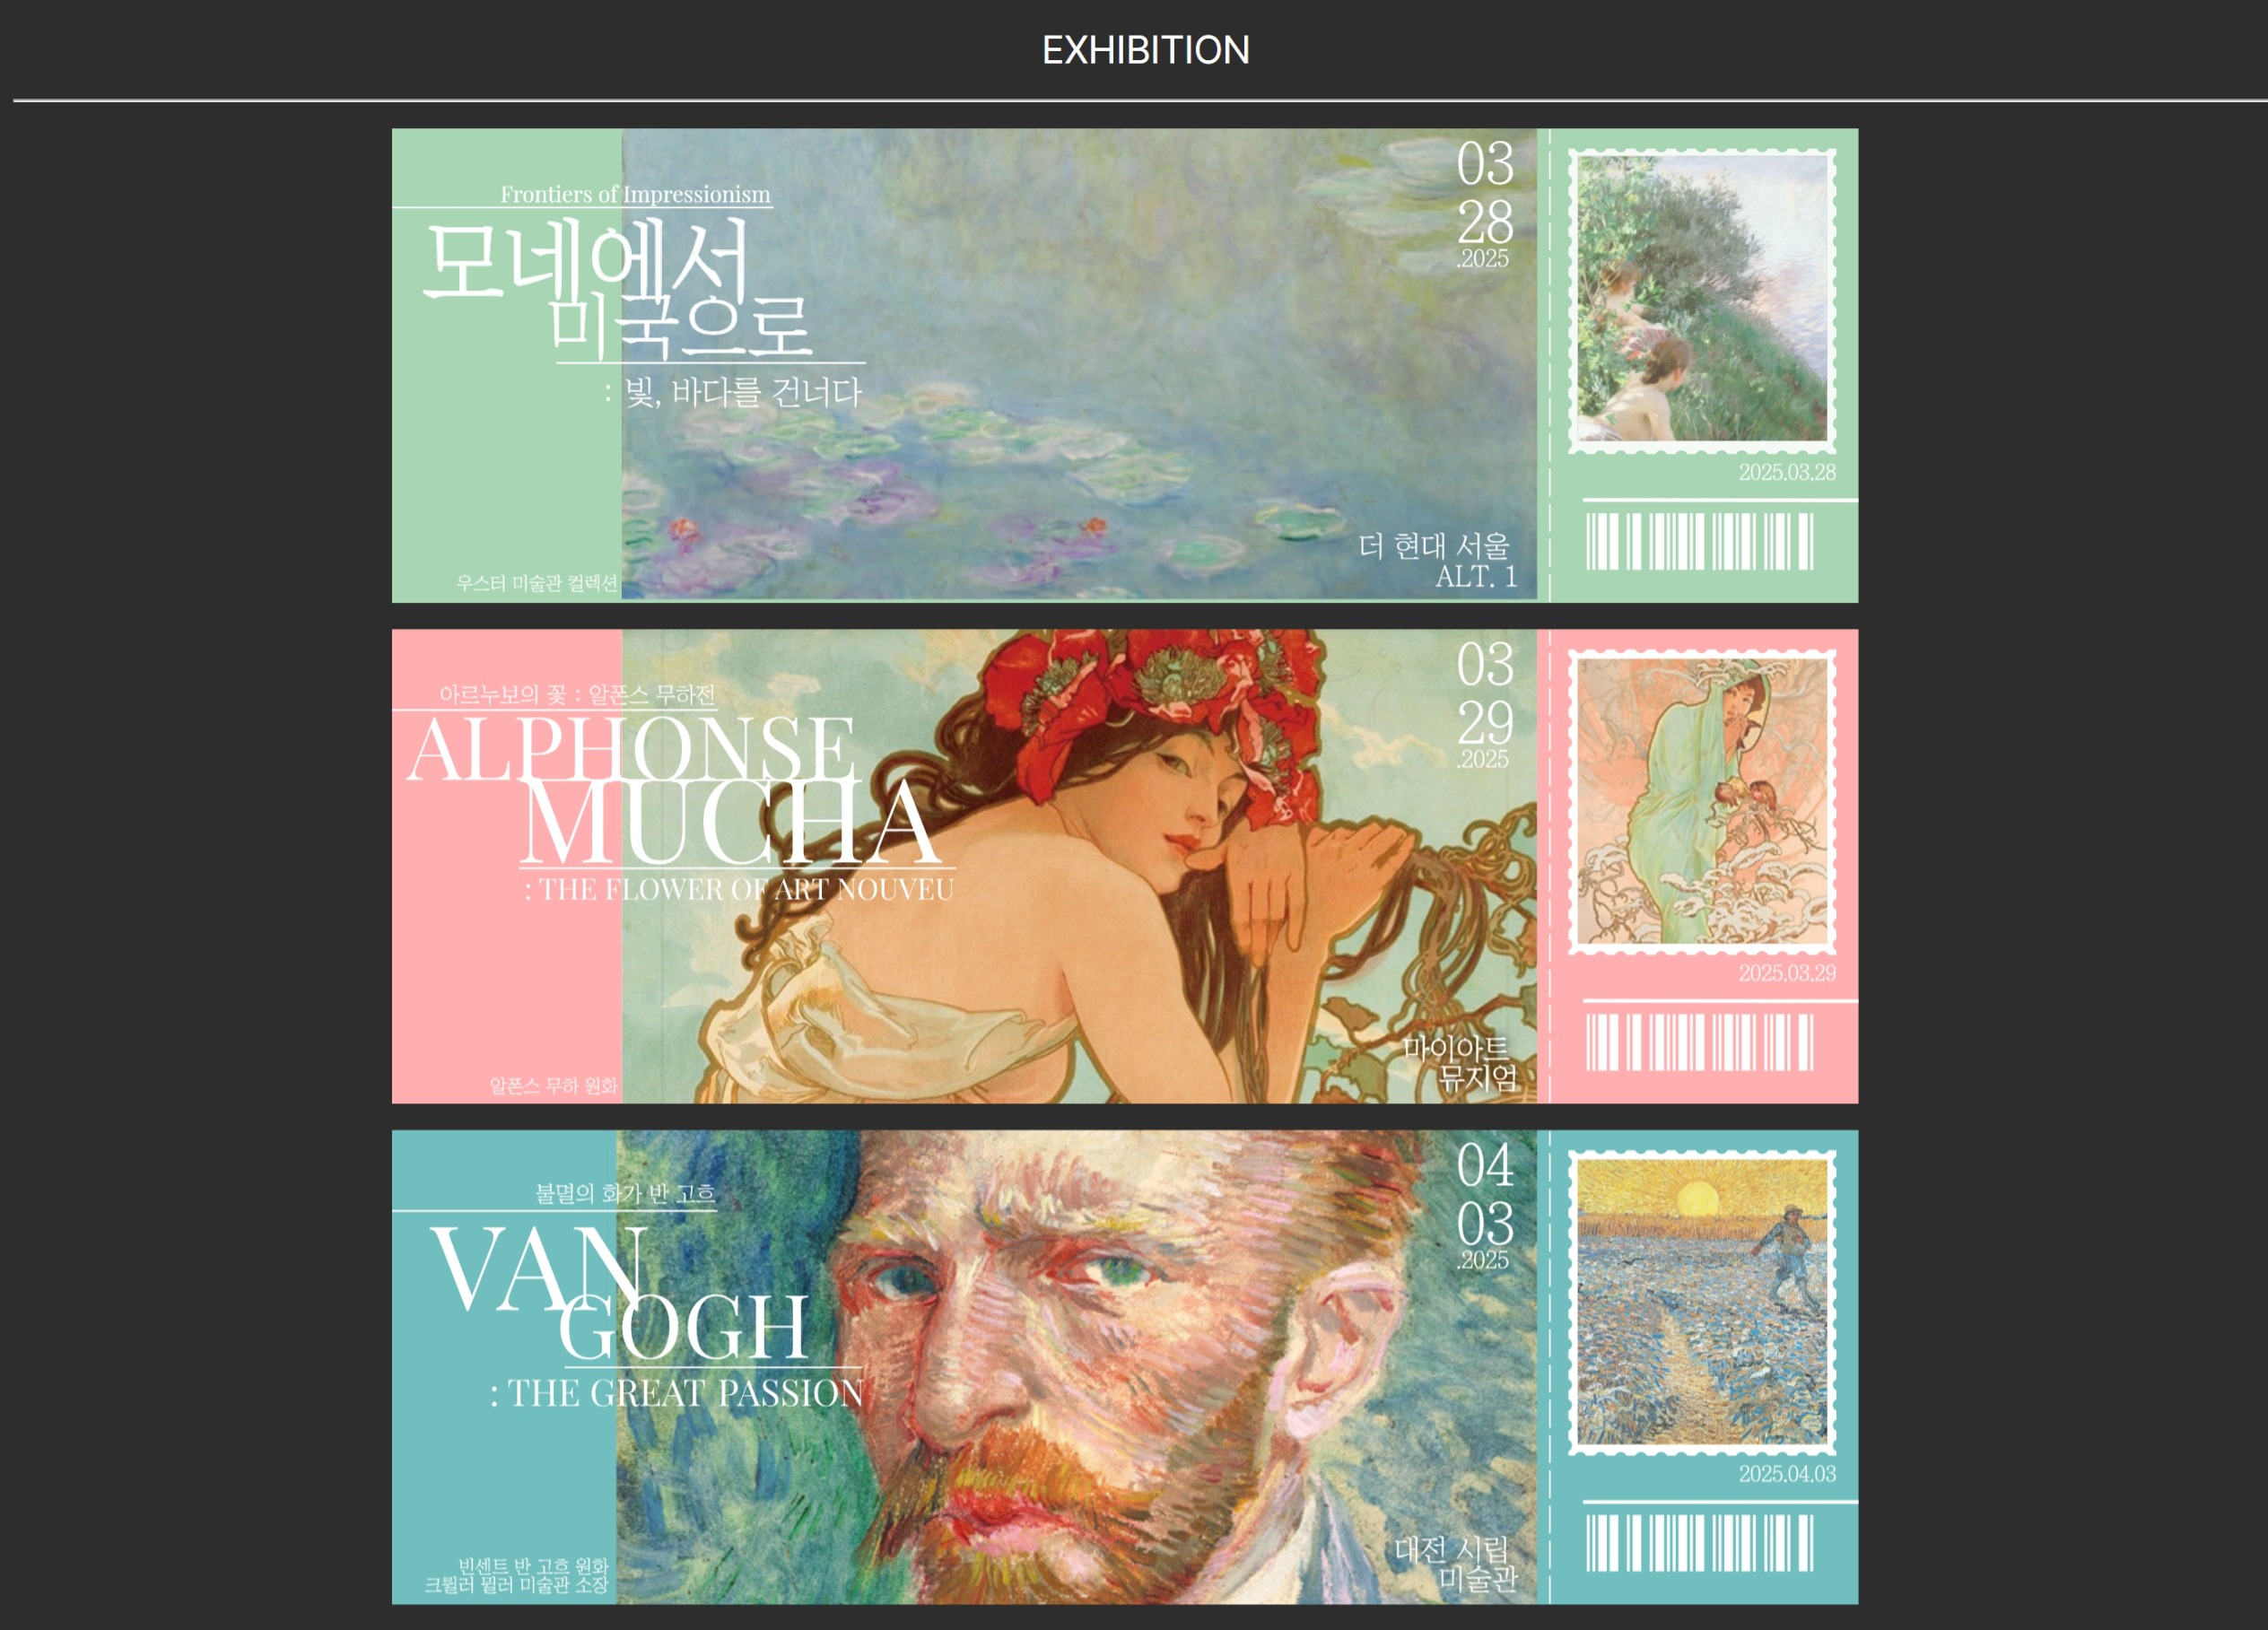 EXHIBITION
Frontiers of Impressionism
모네에서
미국으로
: 빛, 바다를 건너다
우스터 미술관 컬렉션
03
28
.2025
더 현대 서울
ALT. 1
2025.03.28
아르누보의 꽃 : 알폰스 무하전
ALPHONSE
MUCHA
: THE FLOWER OF ART NOUVEU
알폰스 무하 원화
03
29
.2025
마이아트
뮤지엄
2025.03.29
불멸의 화가 반 고흐
VAN
GOGH
: THE GREAT PASSION
빈센트 반 고흐 원화
크뢸러 뮐러 미술관 소장
04
03
.2025
대전 시립
미술관
2025.04.03